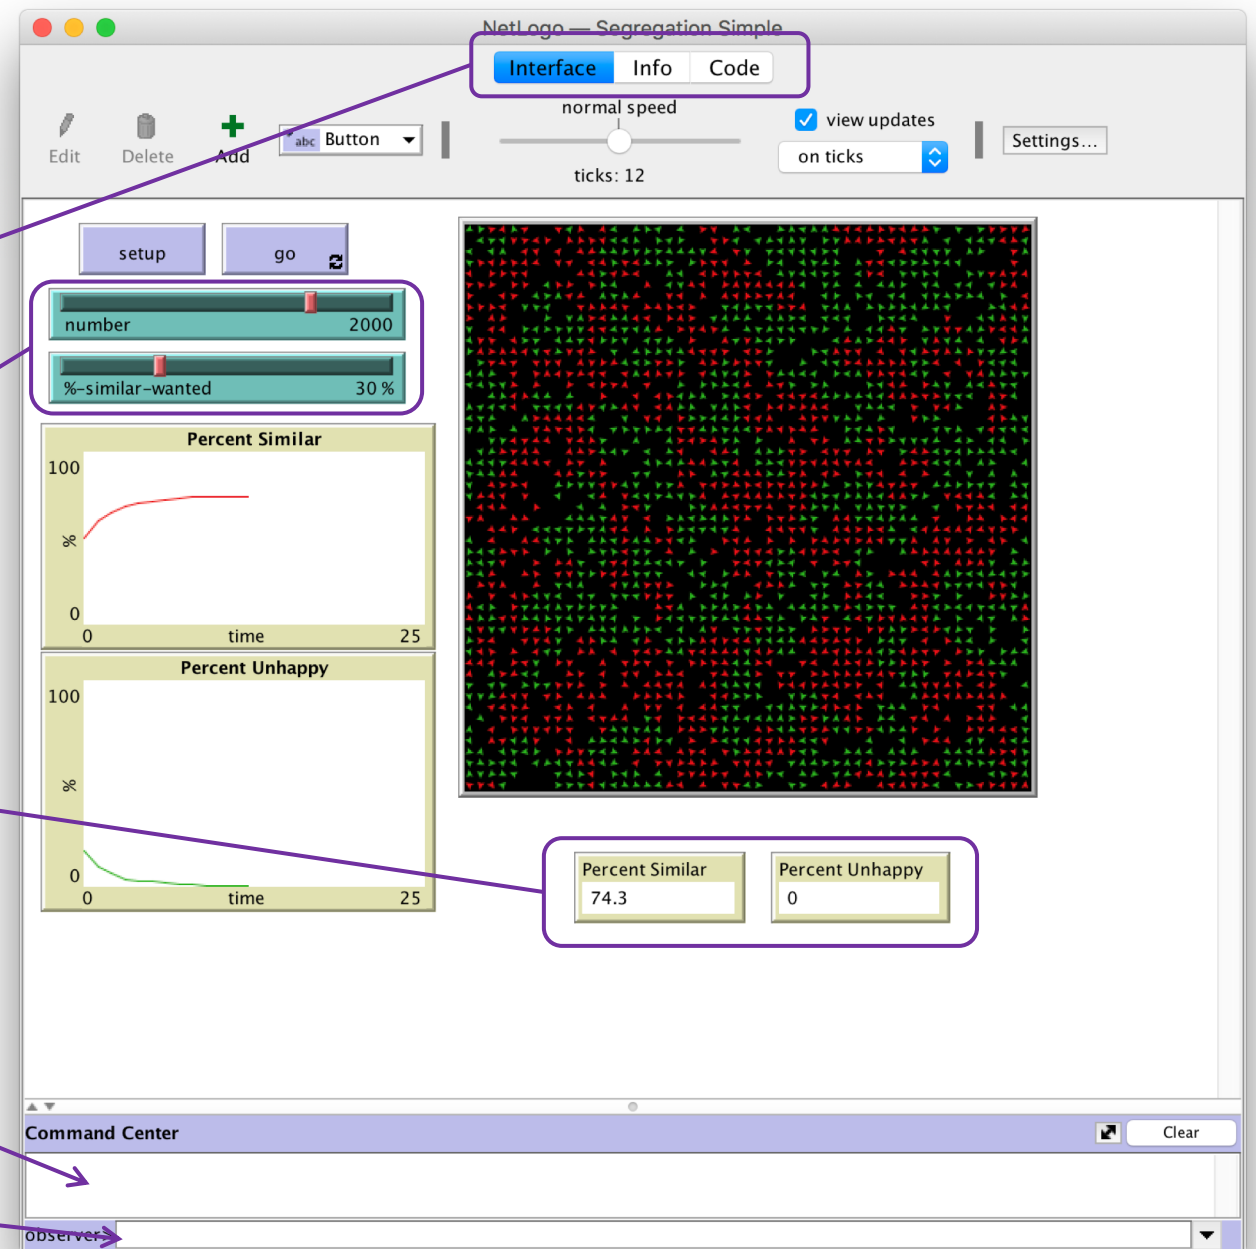 NetLogo — Segregation Simple
Interface Info Code
normal speed
Edit Delete Add abc Button
view updates
on ticks
Settings...
ticks: 12
setup go
number 2000
%-similar-wanted 30 %
Percent Similar
100
%
0
0 time 25
Percent Unhappy
100
%
0
0 time 25
Percent Similar
74.3
Percent Unhappy
0
Command Center Clear
observer>